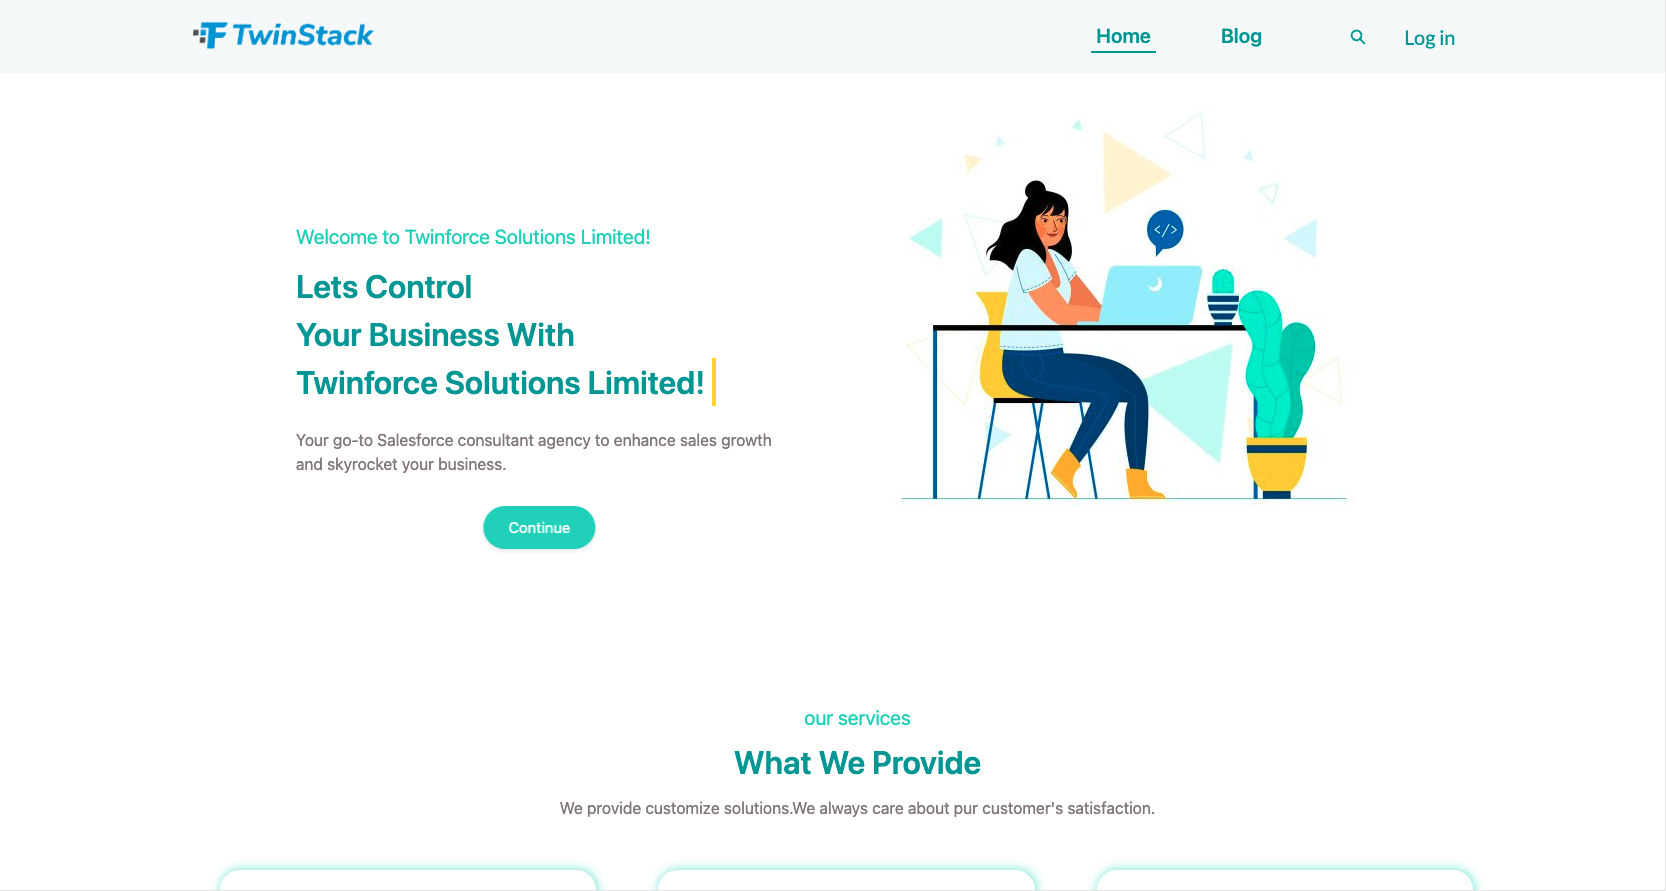 TwinStack
Home
Blog
Log in
Welcome to Twinforce Solutions Limited!
Lets Control
Your Business With
Twinforce Solutions Limited!
Your go-to Salesforce consultant agency to enhance sales growth
and skyrocket your business.
Continue
</>
our services
What We Provide
We provide customize solutions.We always care about pur customer's satisfaction.